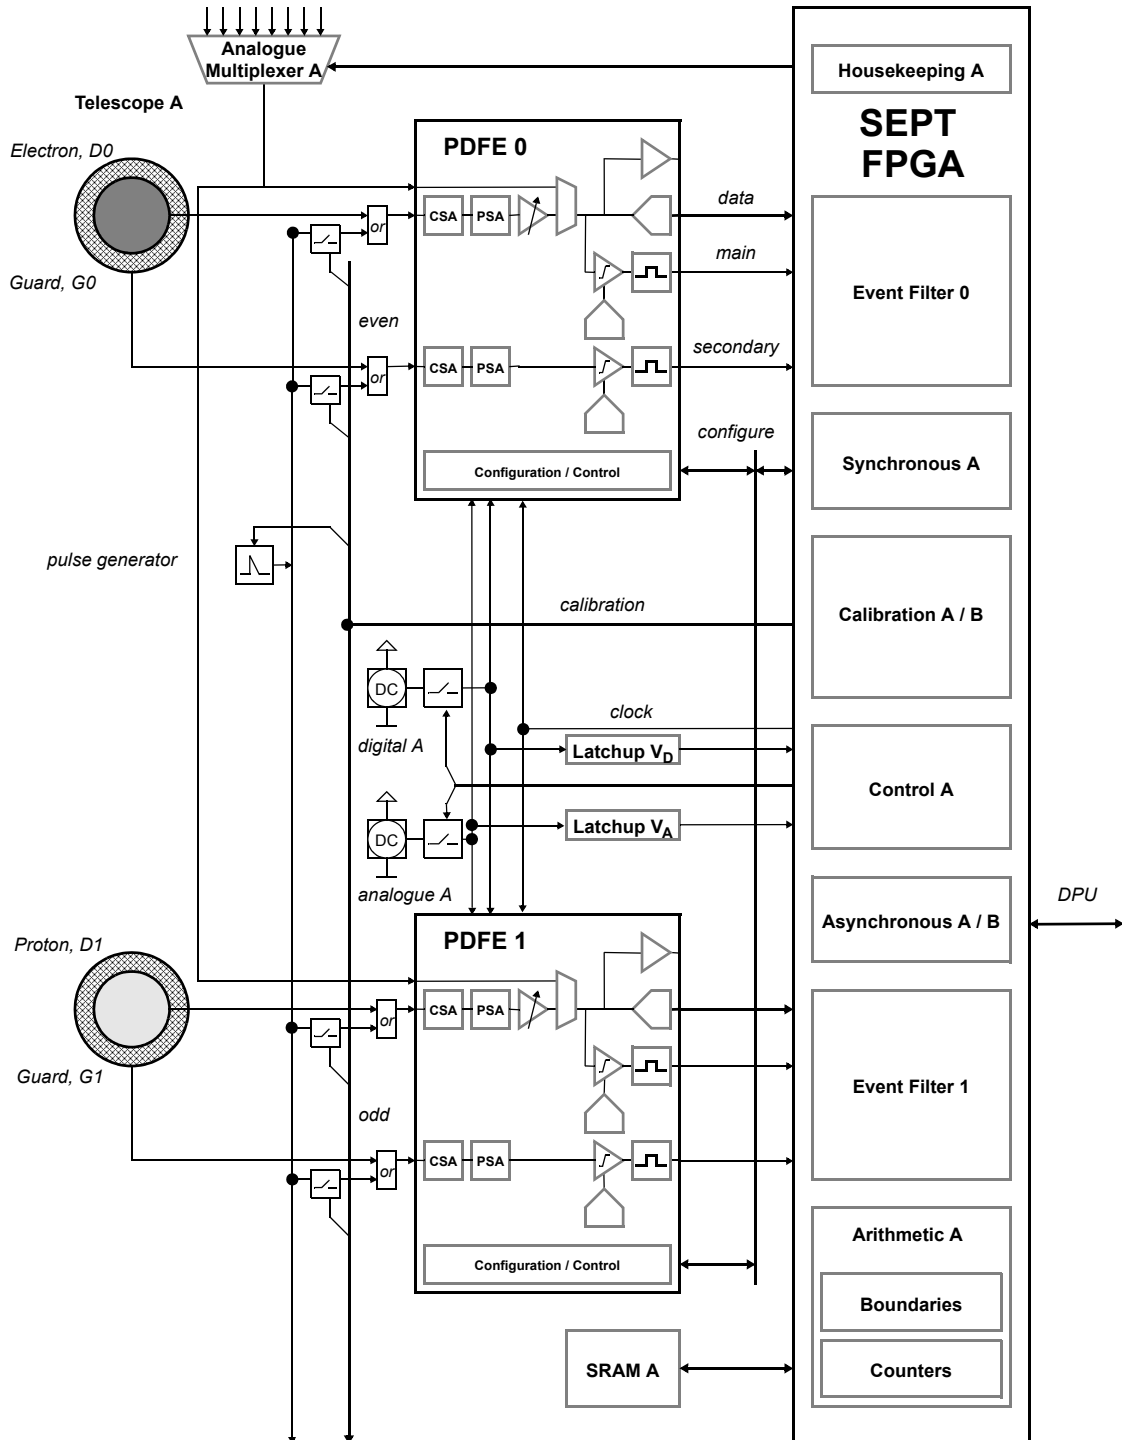 Analogue
Multiplexer A
Housekeeping A
Telescope A
SEPT
FPGA
Electron, D0
PDFE 0
data
CSA
PSA
or
main
Guard, G0
Event Filter 0
even
secondary
CSA
PSA
or
configure
Synchronous A
Configuration / Control
pulse generator
calibration
Calibration A / B
DC
clock
digital A
Latchup VD
Control A
Latchup VA
DC
analogue A
DPU
Asynchronous A / B
PDFE 1
Proton, D1
CSA
PSA
or
Guard, G1
Event Filter 1
odd
CSA
PSA
or
Arithmetic A
Configuration / Control
Boundaries
SRAM A
Counters